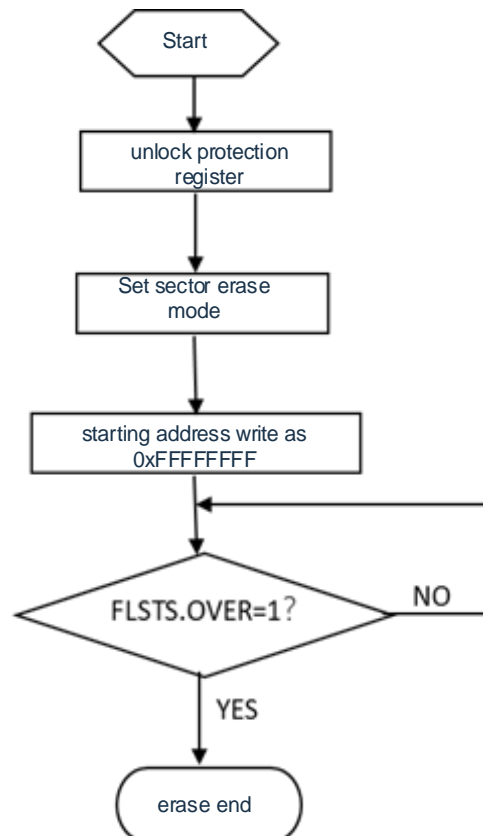 Start
unlock protection
register
Set sector erase
mode
starting address write as
0xFFFFFFFF
FLSTS.OVER=1?
NO
YES
erase end